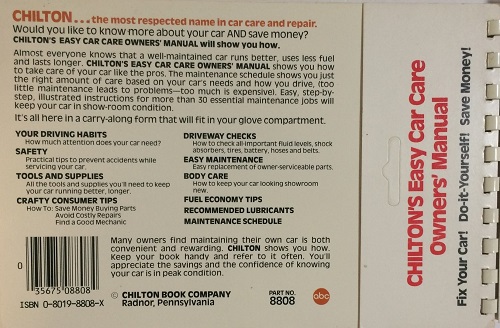 CHILTON...the most respected name in car care and repair.
Would you like to know more about your car AND save money?
CHILTON'S EASY CAR CARE OWNERS' MANUAL will show you how.
Almost everyone knows that a well-maintained car runs better, uses less fuel
and lasts longer. CHILTON'S EASY CAR CARE OWNERS' MANUAL shows you how
to take care of your car like the pros. The maintenance schedule shows you just
the right amount of care based on your car's needs and how you drive, (too
little maintenance leads to problems—too much is expensive). Easy, step-by-
step, illustrated instructions for more than 30 essential maintenance jobs will
keep your car in show-room condition.
It's all here in a carry-along form that will fit in your glove compartment.
YOUR DRIVING HABITS
How much attention does your car need?
SAFETY
Practical tips to prevent accidents while
servicing your car.
TOOLS AND SUPPLIES
All the tools and supplies you'll need to keep
your car running better, longer.
CRAFTY CONSUMER TIPS
How To: Save Money Buying Parts
Avoid Costly Repairs
Find a Good Mechanic
DRIVEWAY CHECKS
How to check all-important fluid levels, shock
absorbers, tires, battery, hoses and belts.
EASY MAINTENANCE
Easy replacement of owner-serviceable parts.
BODY CARE
How to keep your car looking showroom
new.
FUEL ECONOMY TIPS
RECOMMENDED LUBRICANTS
MAINTENANCE SCHEDULE
Many owners find maintaining their own car is both
convenient and rewarding. CHILTON shows you how.
Keep your book handy and refer to it often. You'll
appreciate the savings and the confidence of knowing
your car is in peak condition.
© CHILTON BOOK COMPANY
Radnor, Pennsylvania
PART NO.
8808
abc
0
35675 08808
ISBN 0-8019-8808-X
CHILTON'S Easy Car Care
Owners' Manual
Fix Your Car! Do-it-Yourself! Save Money!